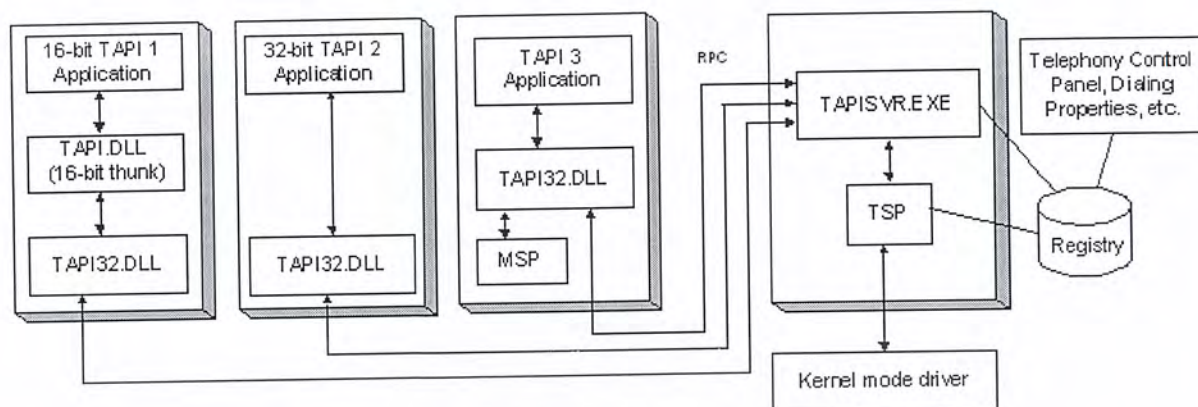 16-bit TAPI 1
Application
TAPI.DLL
(16-bit thunk)
TAPI32.DLL
32-bit TAPI 2
Application
TAPI32.DLL
TAPI 3
Application
TAPI32.DLL
MSP
RPC
TAPISVR.EXE
TSP
Kernel mode driver
Telephony Control
Panel, Dialing
Properties, etc.
Registry